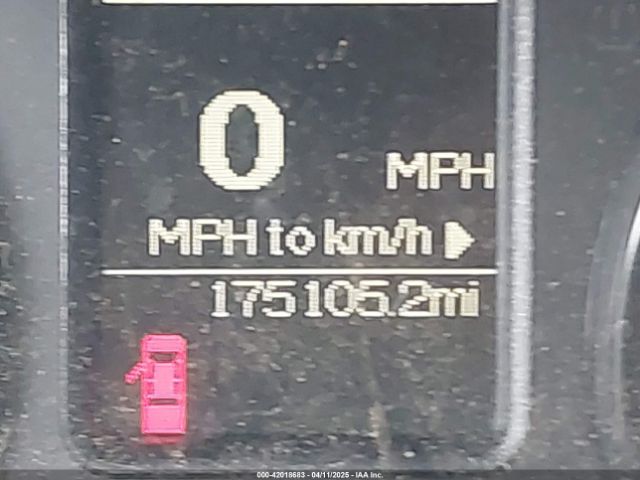 0
MPH
MPH to km/h
175105.2mi
000-42018683 - 04/11/2025 - IAA Inc.